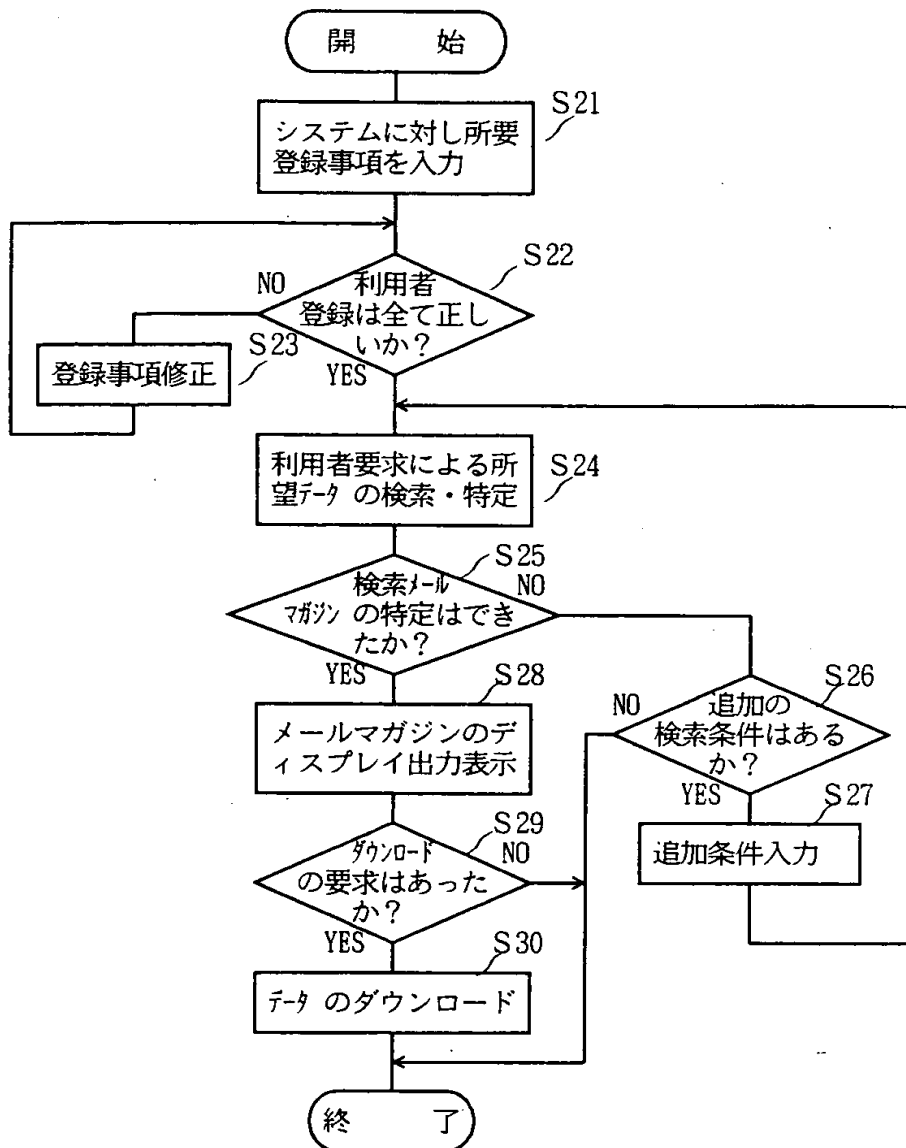 開 始
S21
システムに対し所要
登録事項を入力
S22
NO
利用者
登録は全て正し
いか?
YES
S23
登録事項修正
S24
利用者要求による所
望データ の検索・特定
S25
NO
検索メール
マガジン の特定はでき
たか?
YES
S28
メールマガジンのデ
ィスプレイ出力表示
S26
NO
追加の
検索条件はある
か?
YES
S27
追加条件入力
S29
NO
ダウンロード
の要求はあった
か?
YES
S30
データ のダウンロード
終 了